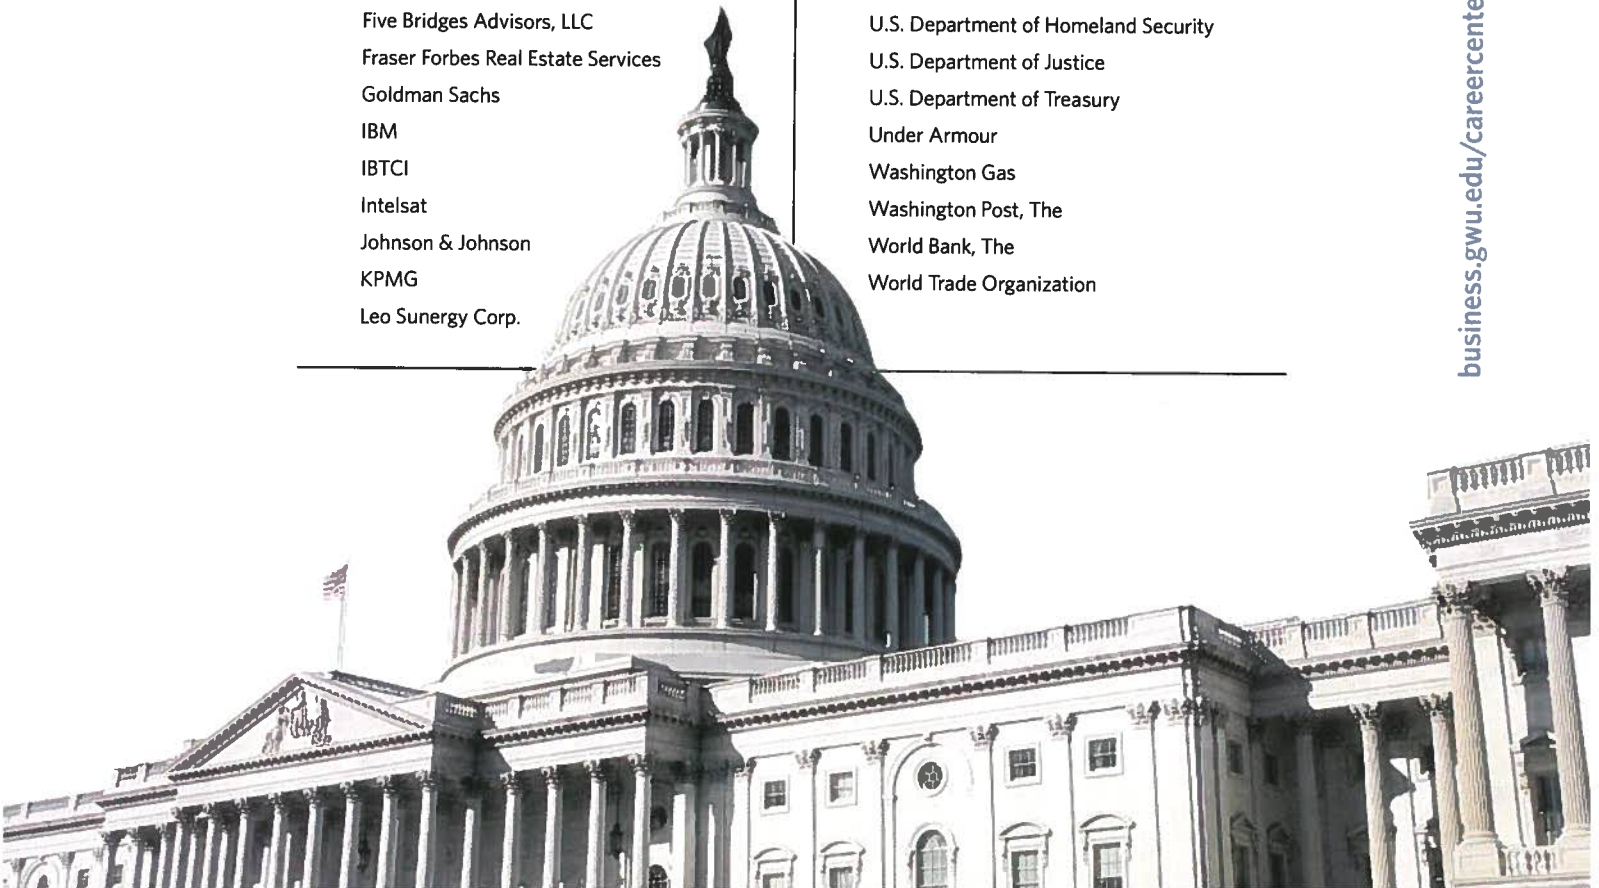 Five Bridges Advisors, LLC
Fraser Forbes Real Estate Services
Goldman Sachs
IBM
IBTCI
Intelsat
Johnson & Johnson
KPMG
Leo Sunergy Corp.
U.S. Department of Homeland Security
U.S. Department of Justice
U.S. Department of Treasury
Under Armour
Washington Gas
Washington Post, The
World Bank, The
World Trade Organization
business.gwu.edu/careercente